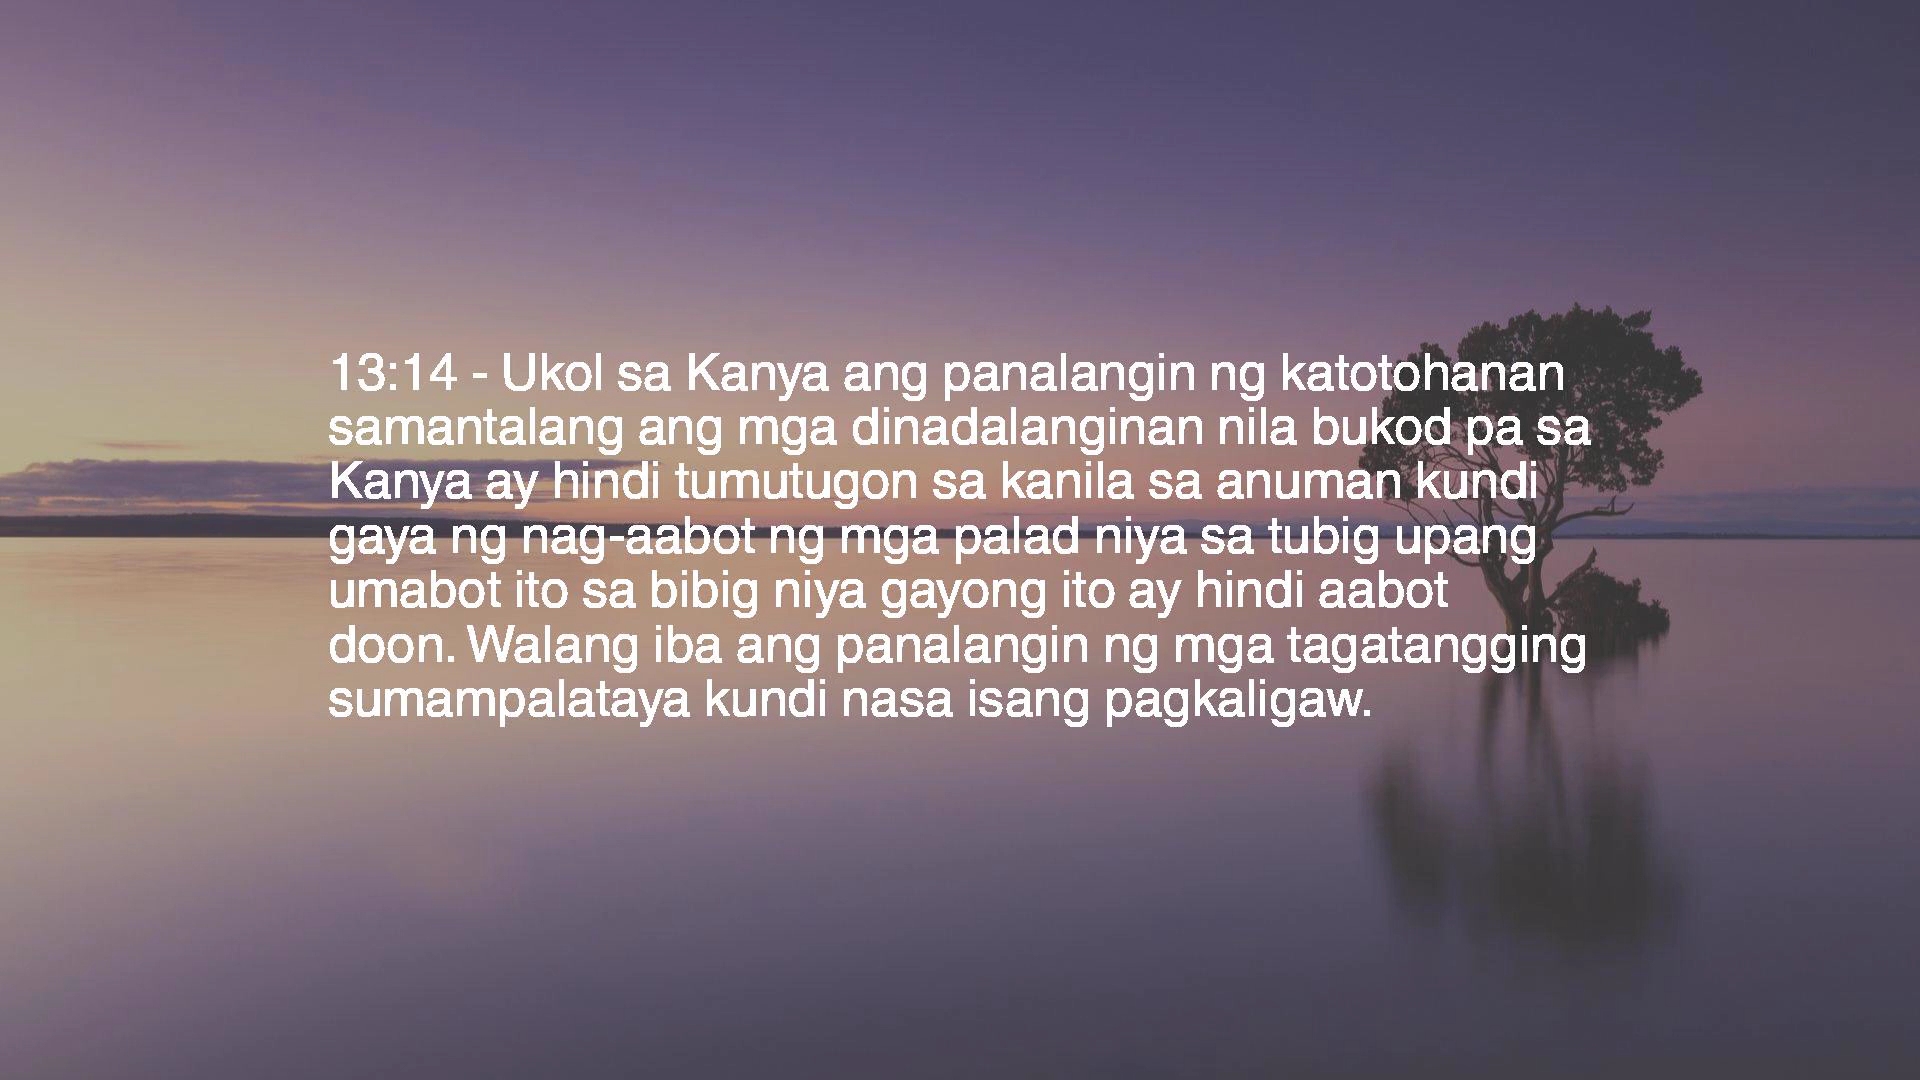 13:14 - Ukol sa Kanya ang panalangin ng katotohanan
samantalang ang mga dinadalanginan nila bukod pa sa
Kanya ay hindi tumutugon sa kanila sa anuman kundi
gaya ng nag-aabot ng mga palad niya sa tubig upang
umabot ito sa bibig niya gayong ito ay hindi aabot
doon. Walang iba ang panalangin ng mga tagatangging
sumampalataya kundi nasa isang pagkaligaw.